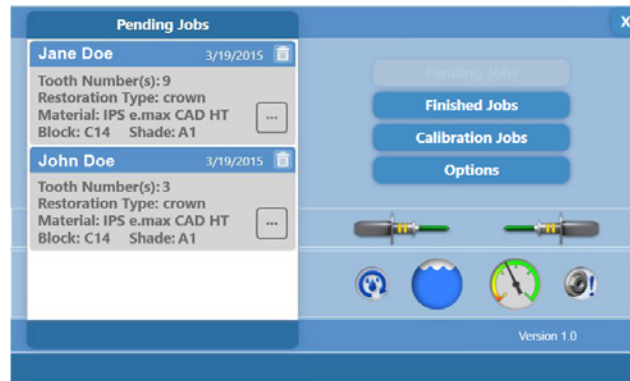 Pending Jobs
X
Jane Doe 3/19/2015
Tooth Number(s): 9
Restoration Type: crown
Material: IPS e.max CAD HT
Block: C14 Shade: A1
...
John Doe 3/19/2015
Tooth Number(s): 3
Restoration Type: crown
Material: IPS e.max CAD HT
Block: C14 Shade: A1
...
Pending Jobs
Finished Jobs
Calibration Jobs
Options
!
Version 1.0